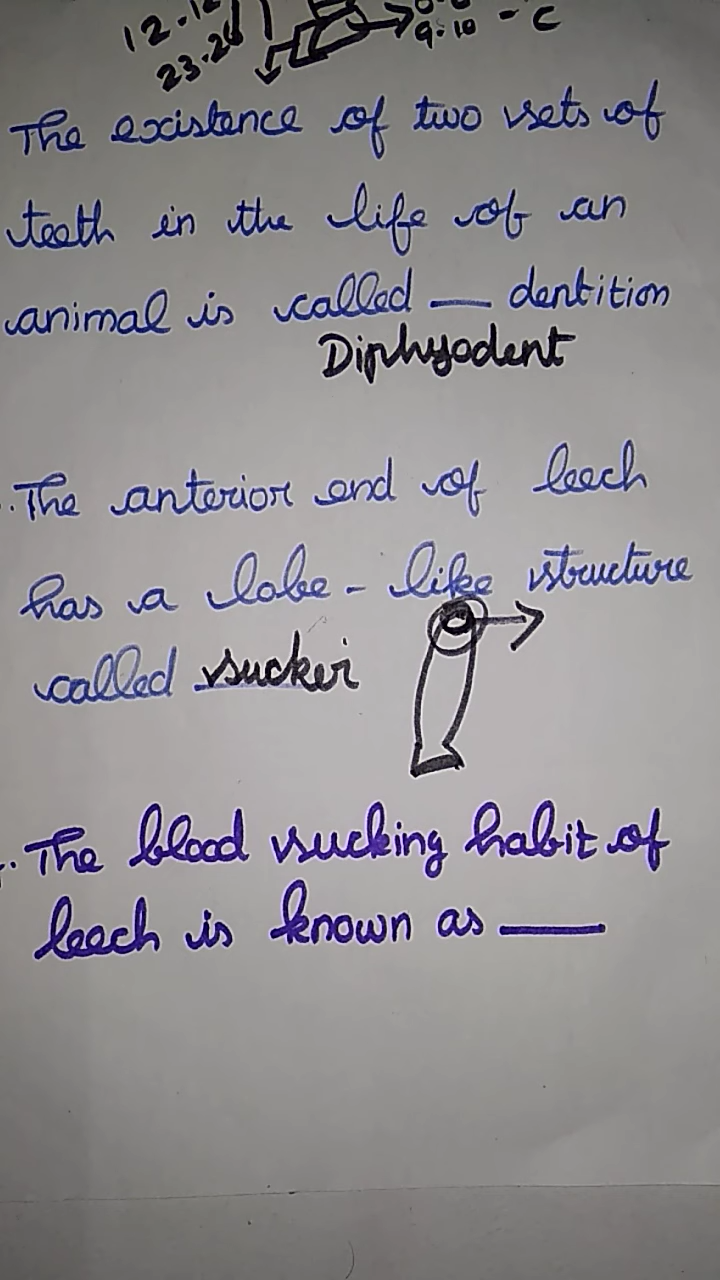 12.12
23.2
9.10 - C
The existence of two sets of
teeth in the life of an
animal is called __ dentition
Diphyodent
.The anterior end of leech
has a lobe - like structure
called sucker
.The blood sucking habit of
leech is known as ___